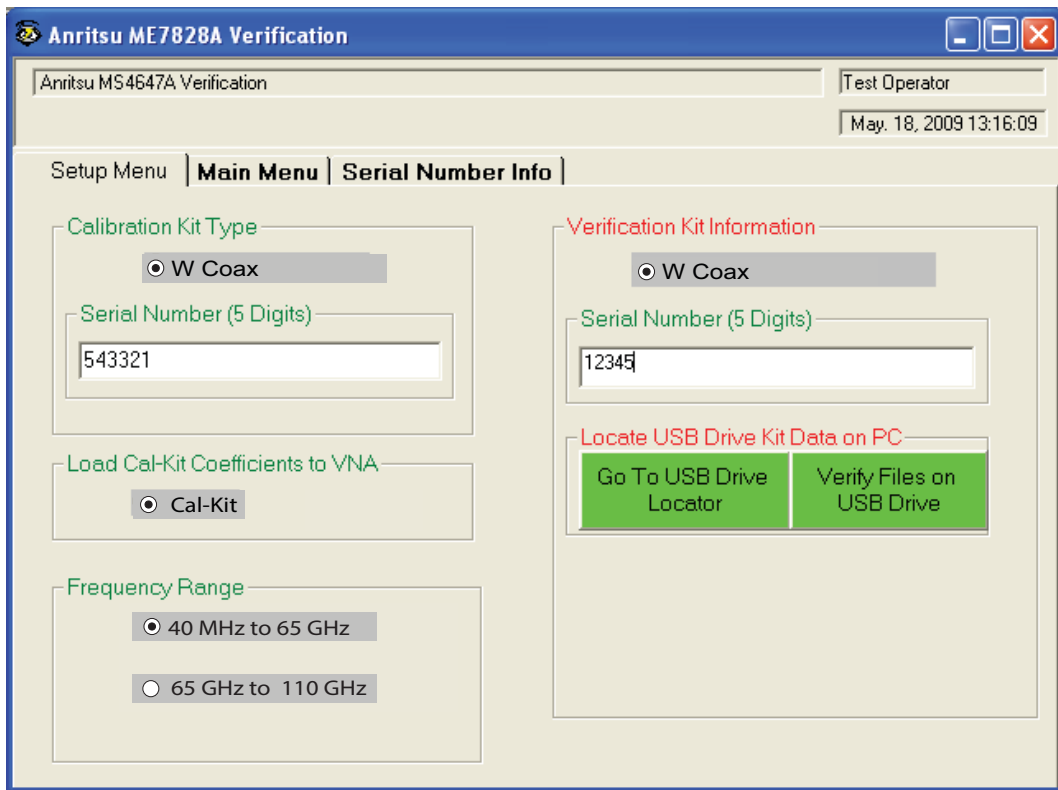 Anritsu ME7828A Verification
Anritsu MS4647A Verification
Test Operator
May. 18, 2009 13:16:09
Setup Menu
Main Menu
Serial Number Info
Calibration Kit Type
W Coax
Serial Number (5 Digits)
543321
Load Cal-Kit Coefficients to VNA
Cal-Kit
Frequency Range
40 MHz to 65 GHz
65 GHz to 110 GHz
Verification Kit Information
W Coax
Serial Number (5 Digits)
12345
Locate USB Drive Kit Data on PC
Go To USB Drive
Locator
Verify Files on
USB Drive